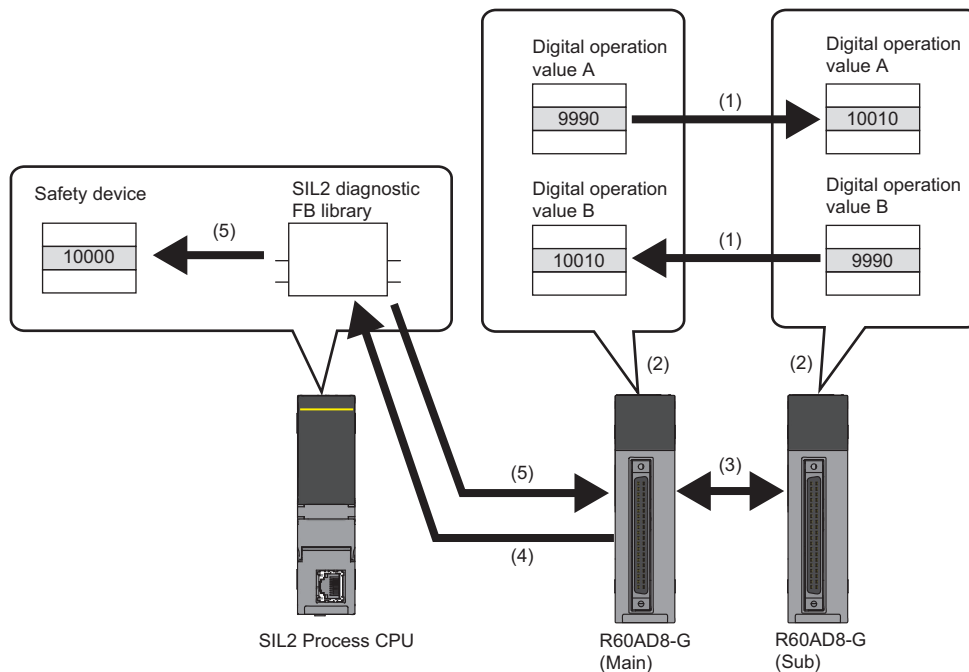 Digital operation
value A
9990
(1)
Digital operation
value A
10010
Safety device
10000
(5)
SIL2 diagnostic
FB library
Digital operation
value B
10010
(1)
Digital operation
value B
9990
(2)
(2)
(5)
(3)
(4)
SIL2 Process CPU
R60AD8-G
(Main)
R60AD8-G
(Sub)